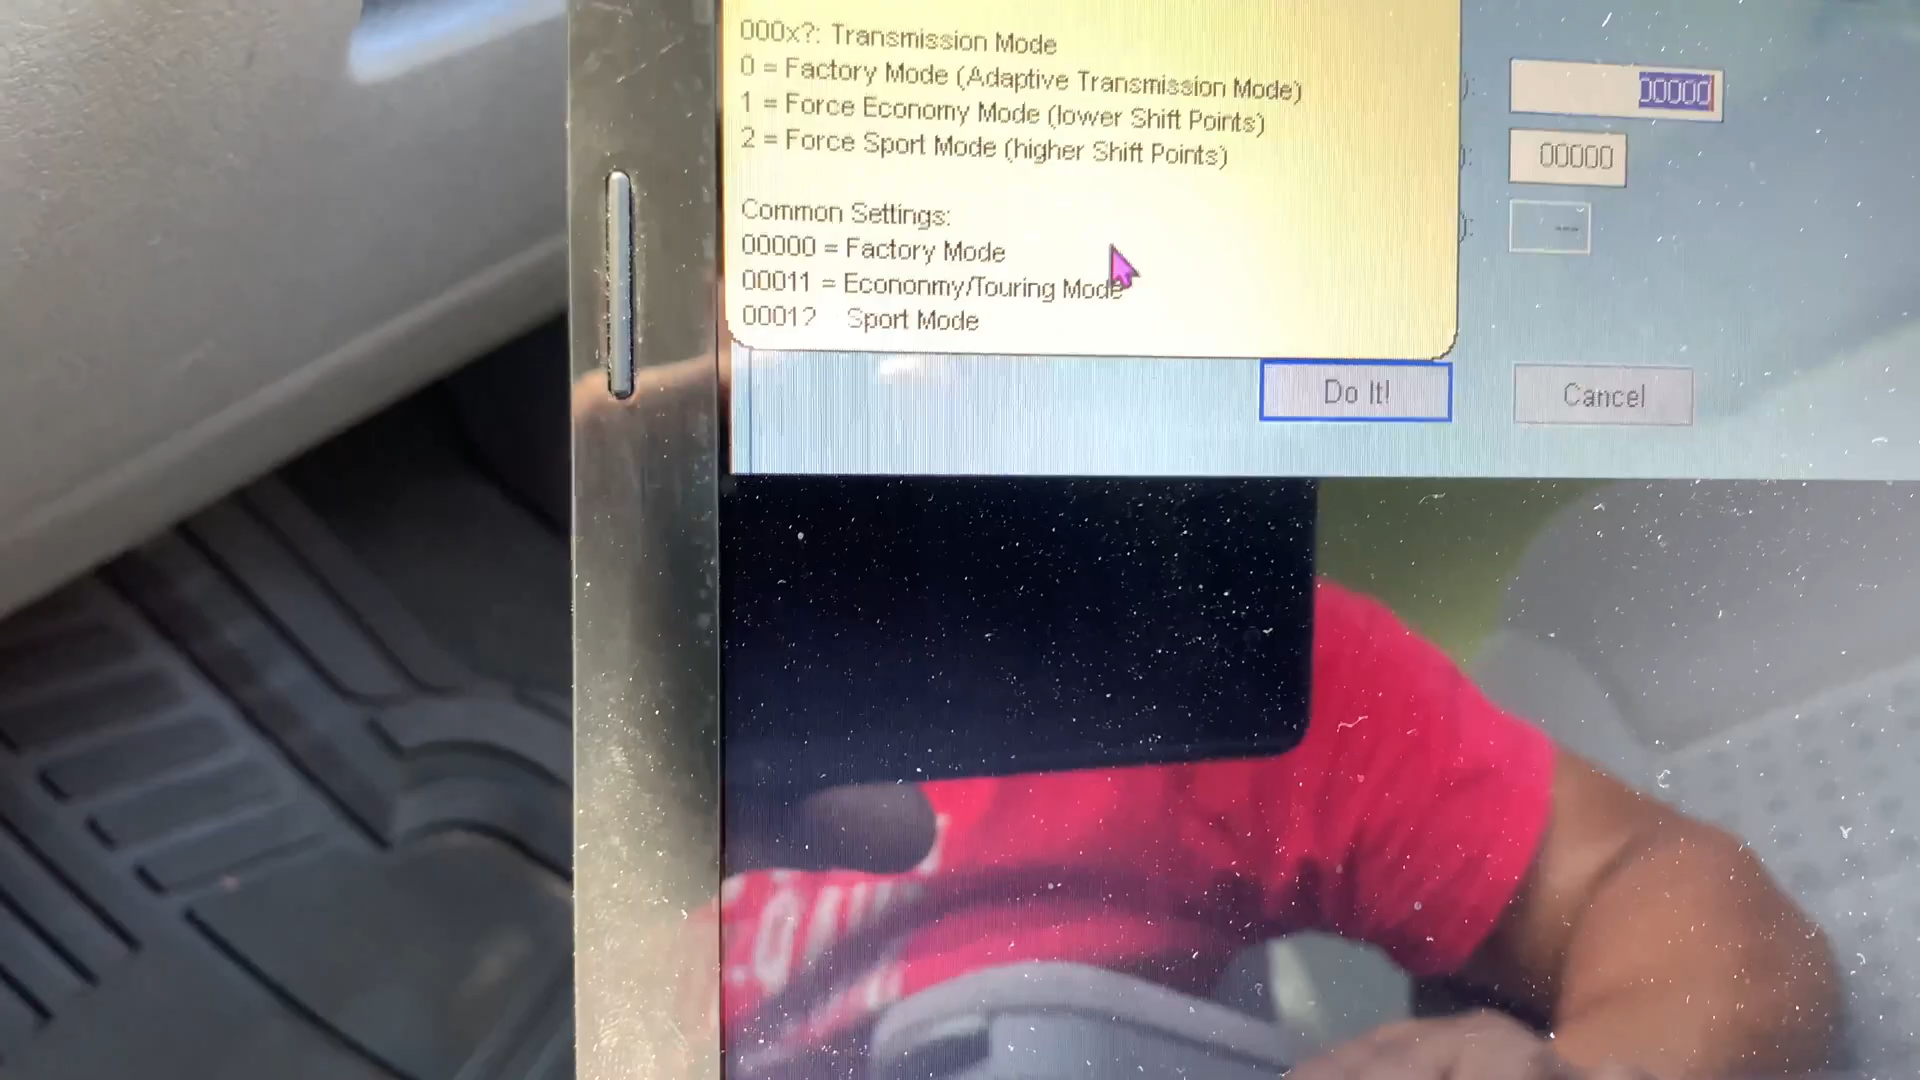 000x?: Transmission Mode
0 = Factory Mode (Adaptive Transmission Mode)
1 = Force Economy Mode (lower Shift Points)
2 = Force Sport Mode (higher Shift Points)
Common Settings:
00000 = Factory Mode
00011 = Econonmy/Touring Mode
00012 Sport Mode
):
00000
):
00000
):
---
Do It!
Cancel